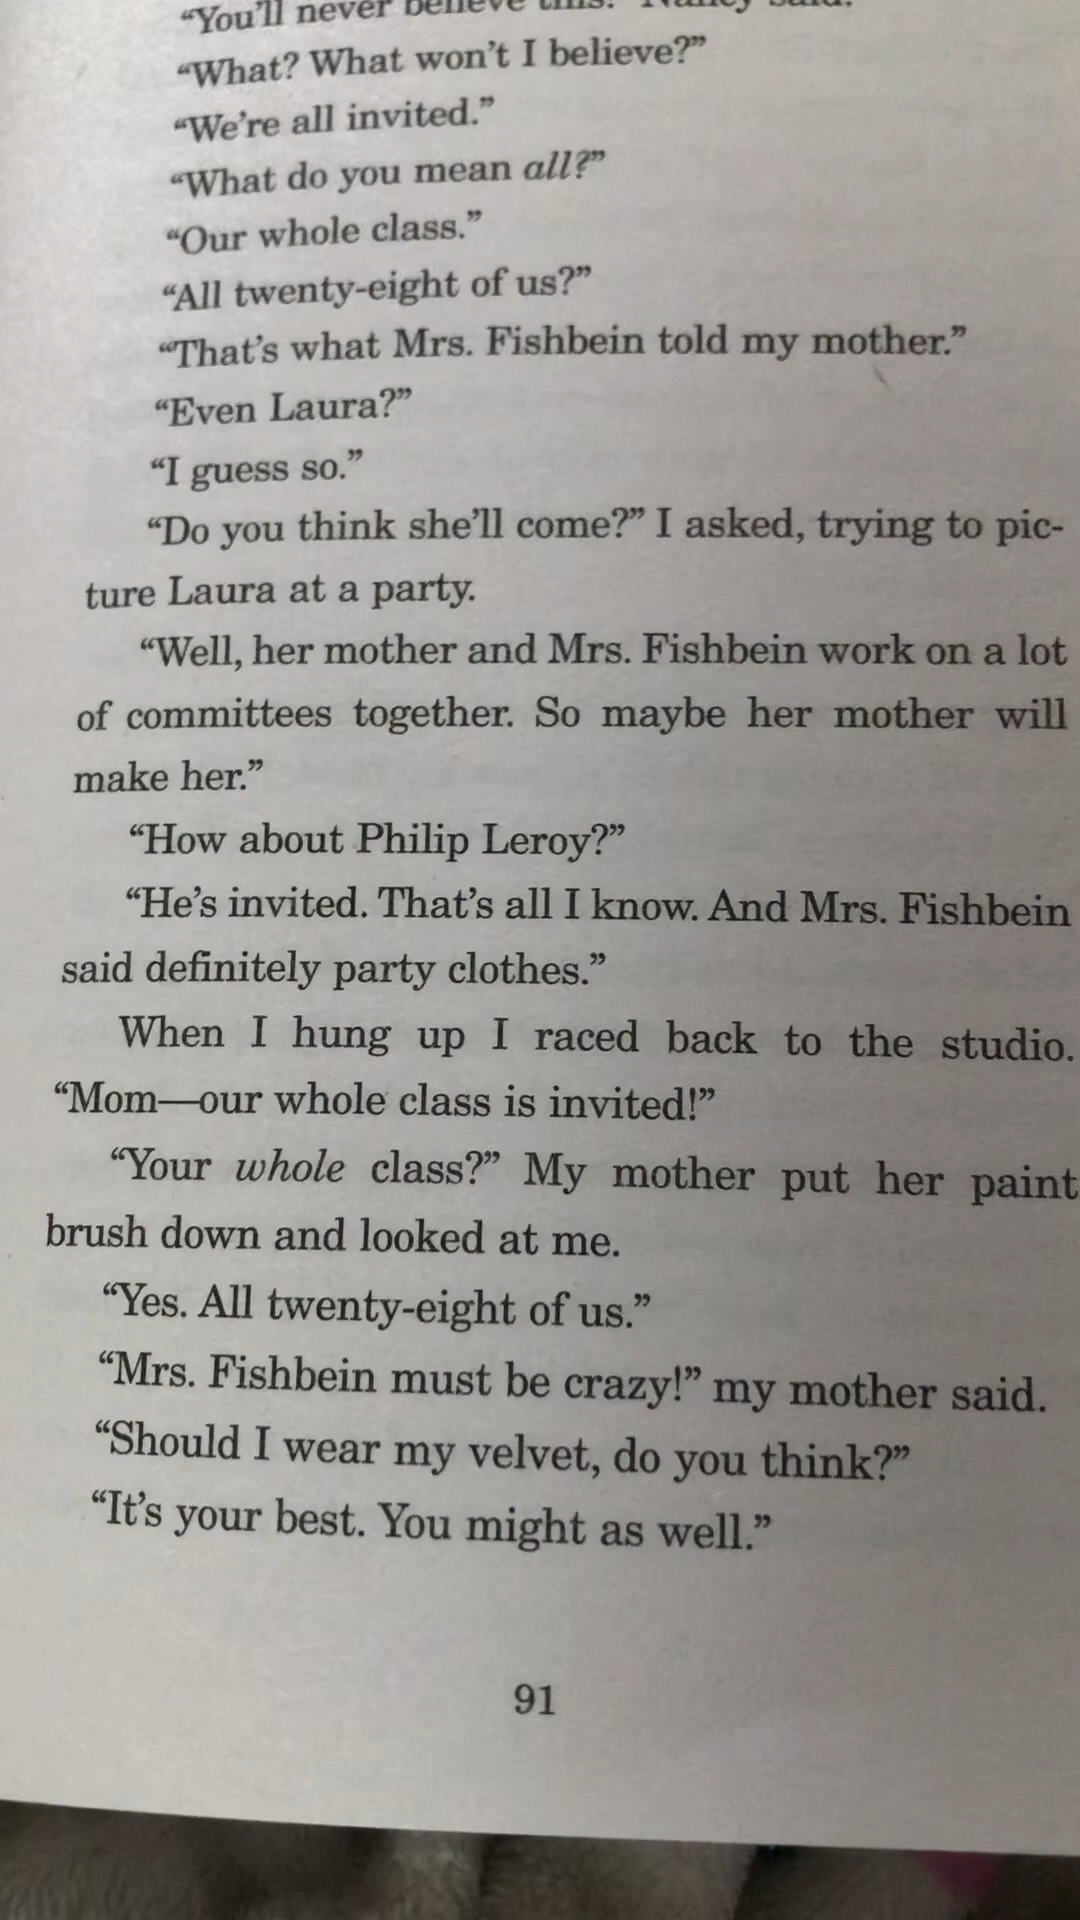 “You’ll never believe this!” Nancy said.
“What? What won’t I believe?”
“We’re all invited.”
“What do you mean all?”
“Our whole class.”
“All twenty-eight of us?”
“That’s what Mrs. Fishbein told my mother.”
“Even Laura?”
“I guess so.”
“Do you think she’ll come?” I asked, trying to pic-
ture Laura at a party.
“Well, her mother and Mrs. Fishbein work on a lot
of committees together. So maybe her mother will
make her.”
“How about Philip Leroy?”
“He’s invited. That’s all I know. And Mrs. Fishbein
said definitely party clothes.”
When I hung up I raced back to the studio.
“Mom—our whole class is invited!”
“Your whole class?” My mother put her paint
brush down and looked at me.
“Yes. All twenty-eight of us.”
“Mrs. Fishbein must be crazy!” my mother said.
“Should I wear my velvet, do you think?”
“It’s your best. You might as well.”
91